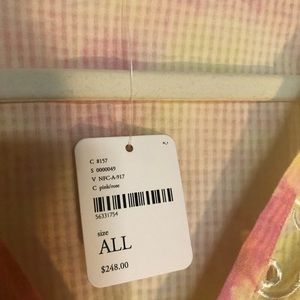 C 8157
S 0000049
V NFC-A-917
C pink/rose
56331754
size
ALL
$248.00